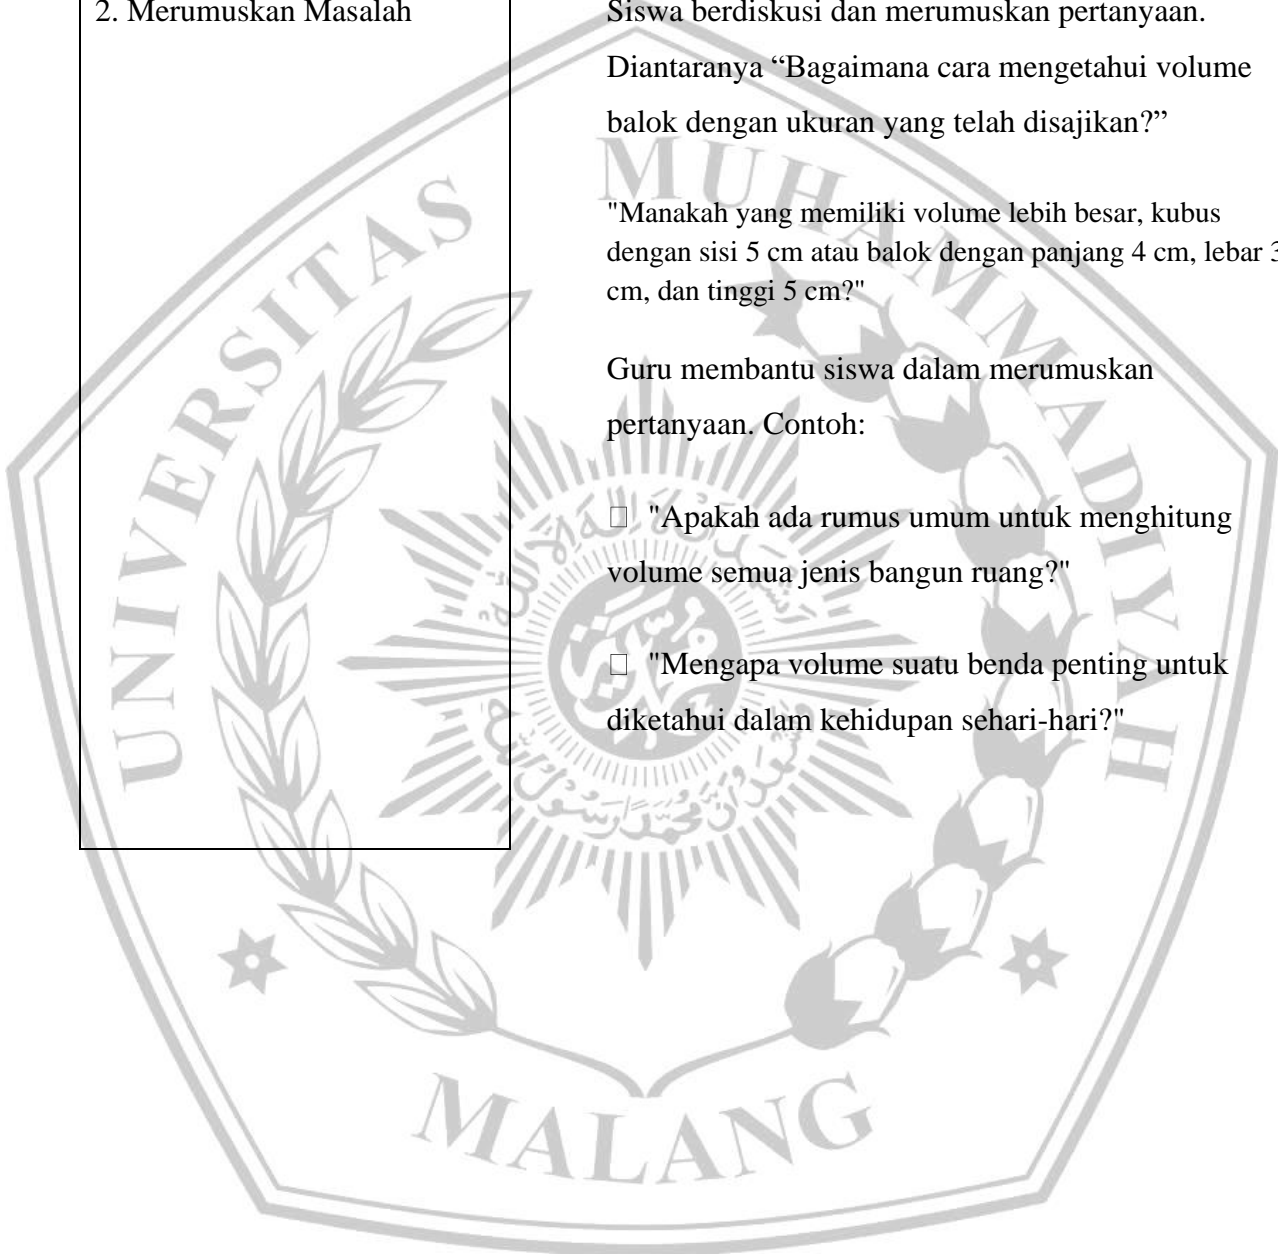 2. Merumuskan Masalah
Siswa berdiskusi dan merumuskan pertanyaan.
Diantaranya “Bagaimana cara mengetahui volume
balok dengan ukuran yang telah disajikan?”
"Manakah yang memiliki volume lebih besar, kubus
dengan sisi 5 cm atau balok dengan panjang 4 cm, lebar 3
cm, dan tinggi 5 cm?"
Guru membantu siswa dalam merumuskan
pertanyaan. Contoh:
"Apakah ada rumus umum untuk menghitung
volume semua jenis bangun ruang?"
"Mengapa volume suatu benda penting untuk
diketahui dalam kehidupan sehari-hari?"
UNIVERSITAS MUHAMMADIYAH
MALANG